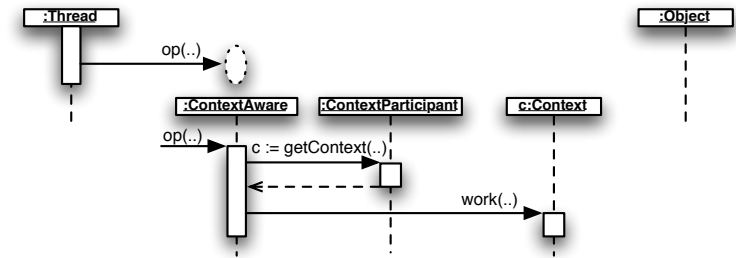 :Thread
:Object
op(..)
:ContextAware
:ContextParticipant
c:Context
op(..)
c := getContext(..)
work(..)